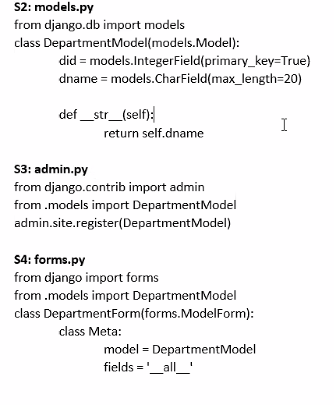 S2: models.py
from django.db import models
class DepartmentModel(models.Model):
did = models.IntegerField(primary_key=True)
dname = models.CharField(max_length=20)
def __str__(self):
return self.dname
S3: admin.py
from django.contrib import admin
from .models import DepartmentModel
admin.site.register(DepartmentModel)
S4: forms.py
from django import forms
from .models import DepartmentModel
class DepartmentForm(forms.ModelForm):
class Meta:
model = DepartmentModel
fields = '__all__'